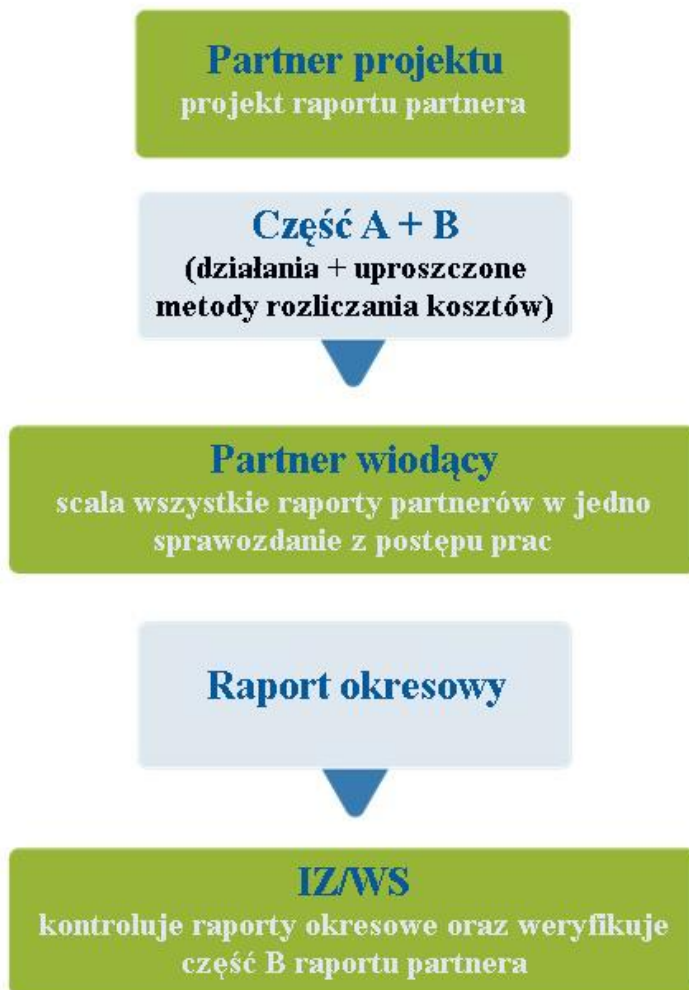 Partner projektu
projekt raportu partnera
Część A + B
(działania + uproszczone
metody rozliczania kosztów)
Partner wiodący
scala wszystkie raporty partnerów w jedno
sprawozdanie z postępu prac
Raport okresowy
IZ/WS
kontroluje raporty okresowe oraz weryfikuje
część B raportu partnera